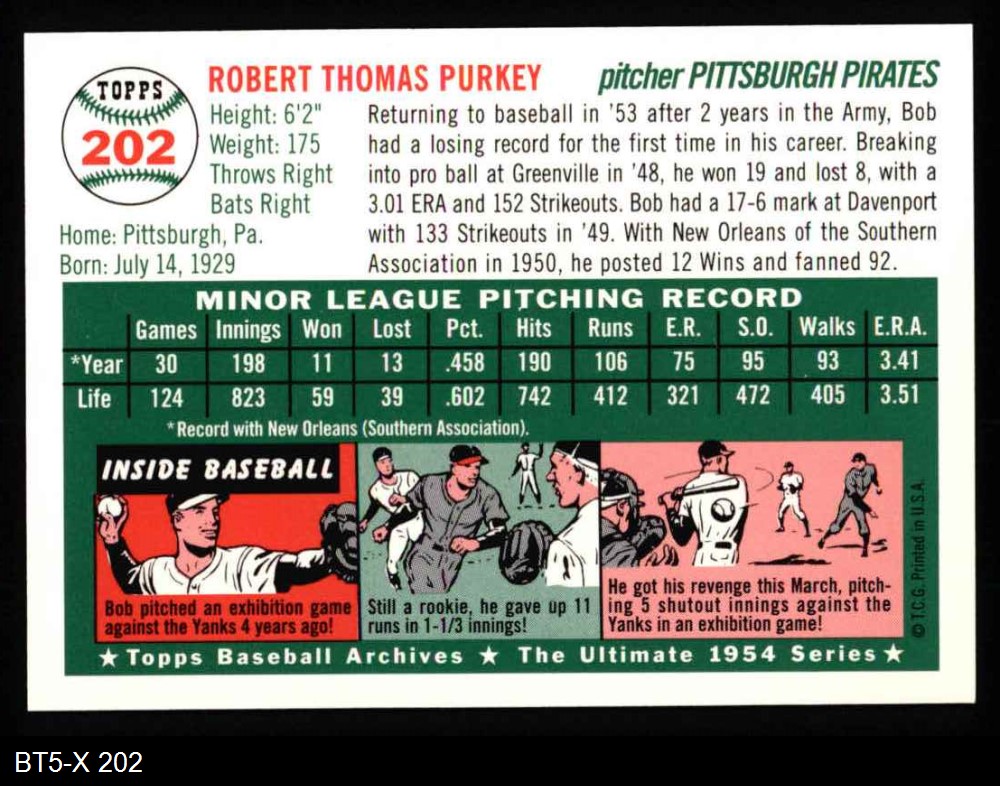 TOPPS
202
ROBERT THOMAS PURKEY
pitcher PITTSBURGH PIRATES
Height: 6'2"
Weight: 175
Throws Right
Bats Right
Home: Pittsburgh, Pa.
Born: July 14, 1929
Returning to baseball in '53 after 2 years in the Army, Bob
had a losing record for the first time in his career. Breaking
into pro ball at Greenville in '48, he won 19 and lost 8, with a
3.01 ERA and 152 Strikeouts. Bob had a 17-6 mark at Davenport
with 133 Strikeouts in '49. With New Orleans of the Southern
Association in 1950, he posted 12 Wins and fanned 92.
MINOR LEAGUE PITCHING RECORD
Games Innings Won Lost Pct. Hits Runs E.R. S.O. Walks E.R.A.
*Year 30 198 11 13 .458 190 106 75 95 93 3.41
Life 124 823 59 39 .602 742 412 321 472 405 3.51
*Record with New Orleans (Southern Association).
INSIDE BASEBALL
Bob pitched an exhibition game
against the Yanks 4 years ago!
Still a rookie, he gave up 11
runs in 1-1/3 innings!
He got his revenge this March, pitch-
ing 5 shutout innings against the
Yanks in an exhibition game!
© T.C.G. Printed in U.S.A.
★ Topps Baseball Archives ★ The Ultimate 1954 Series ★
BT5-X 202